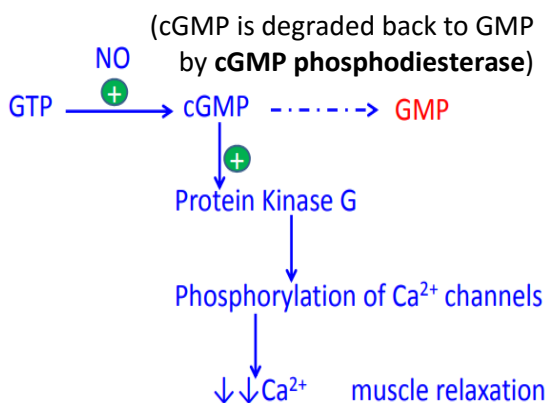 (cGMP is degraded back to GMP
by cGMP phosphodiesterase)
NO
+
GTP cGMP GMP
+
Protein Kinase G
Phosphorylation of Ca²⁺ channels
↓↓Ca²⁺ muscle relaxation